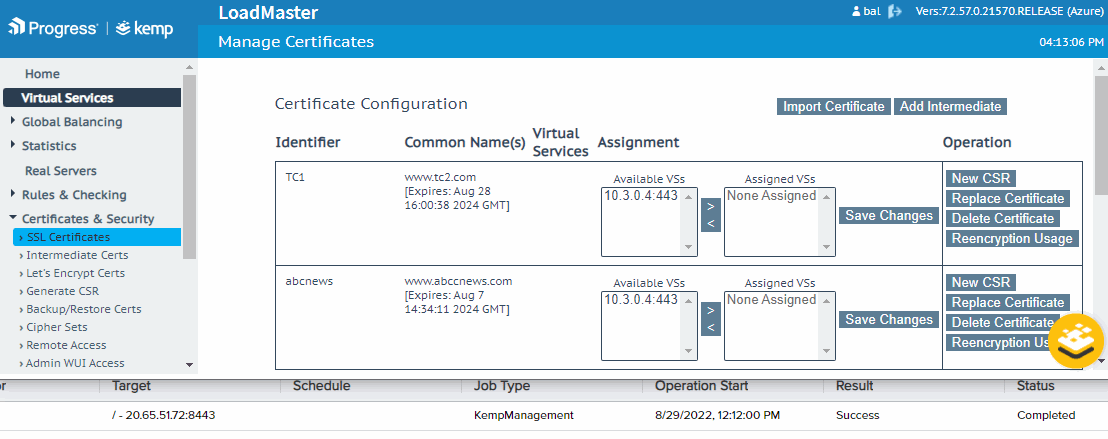 Progress | kemp
LoadMaster
bal
Vers:7.2.57.0.21570.RELEASE (Azure)
Manage Certificates
04:13:06 PM
Home
Virtual Services
Global Balancing
Statistics
Real Servers
Rules & Checking
Certificates & Security
› SSL Certificates
› Intermediate Certs
› Let's Encrypt Certs
› Generate CSR
› Backup/Restore Certs
› Cipher Sets
› Remote Access
› Admin WUI Access
Certificate Configuration
Import Certificate Add Intermediate
Identifier Common Name(s) Virtual Services Assignment Operation
TC1
www.tc2.com
[Expires: Aug 28
16:00:38 2024 GMT]
Available VSs
10.3.0.4:443
>
<
Assigned VSs
None Assigned
Save Changes
New CSR
Replace Certificate
Delete Certificate
Reencryption Usage
abcnews
www.abccnews.com
[Expires: Aug 7
14:34:11 2024 GMT]
Available VSs
10.3.0.4:443
>
<
Assigned VSs
None Assigned
Save Changes
New CSR
Replace Certificate
Delete Certificate
Reencryption
or Target Schedule Job Type Operation Start Result Status
/ - 20.65.51.72:8443 KempManagement 8/29/2022, 12:12:00 PM Success Completed